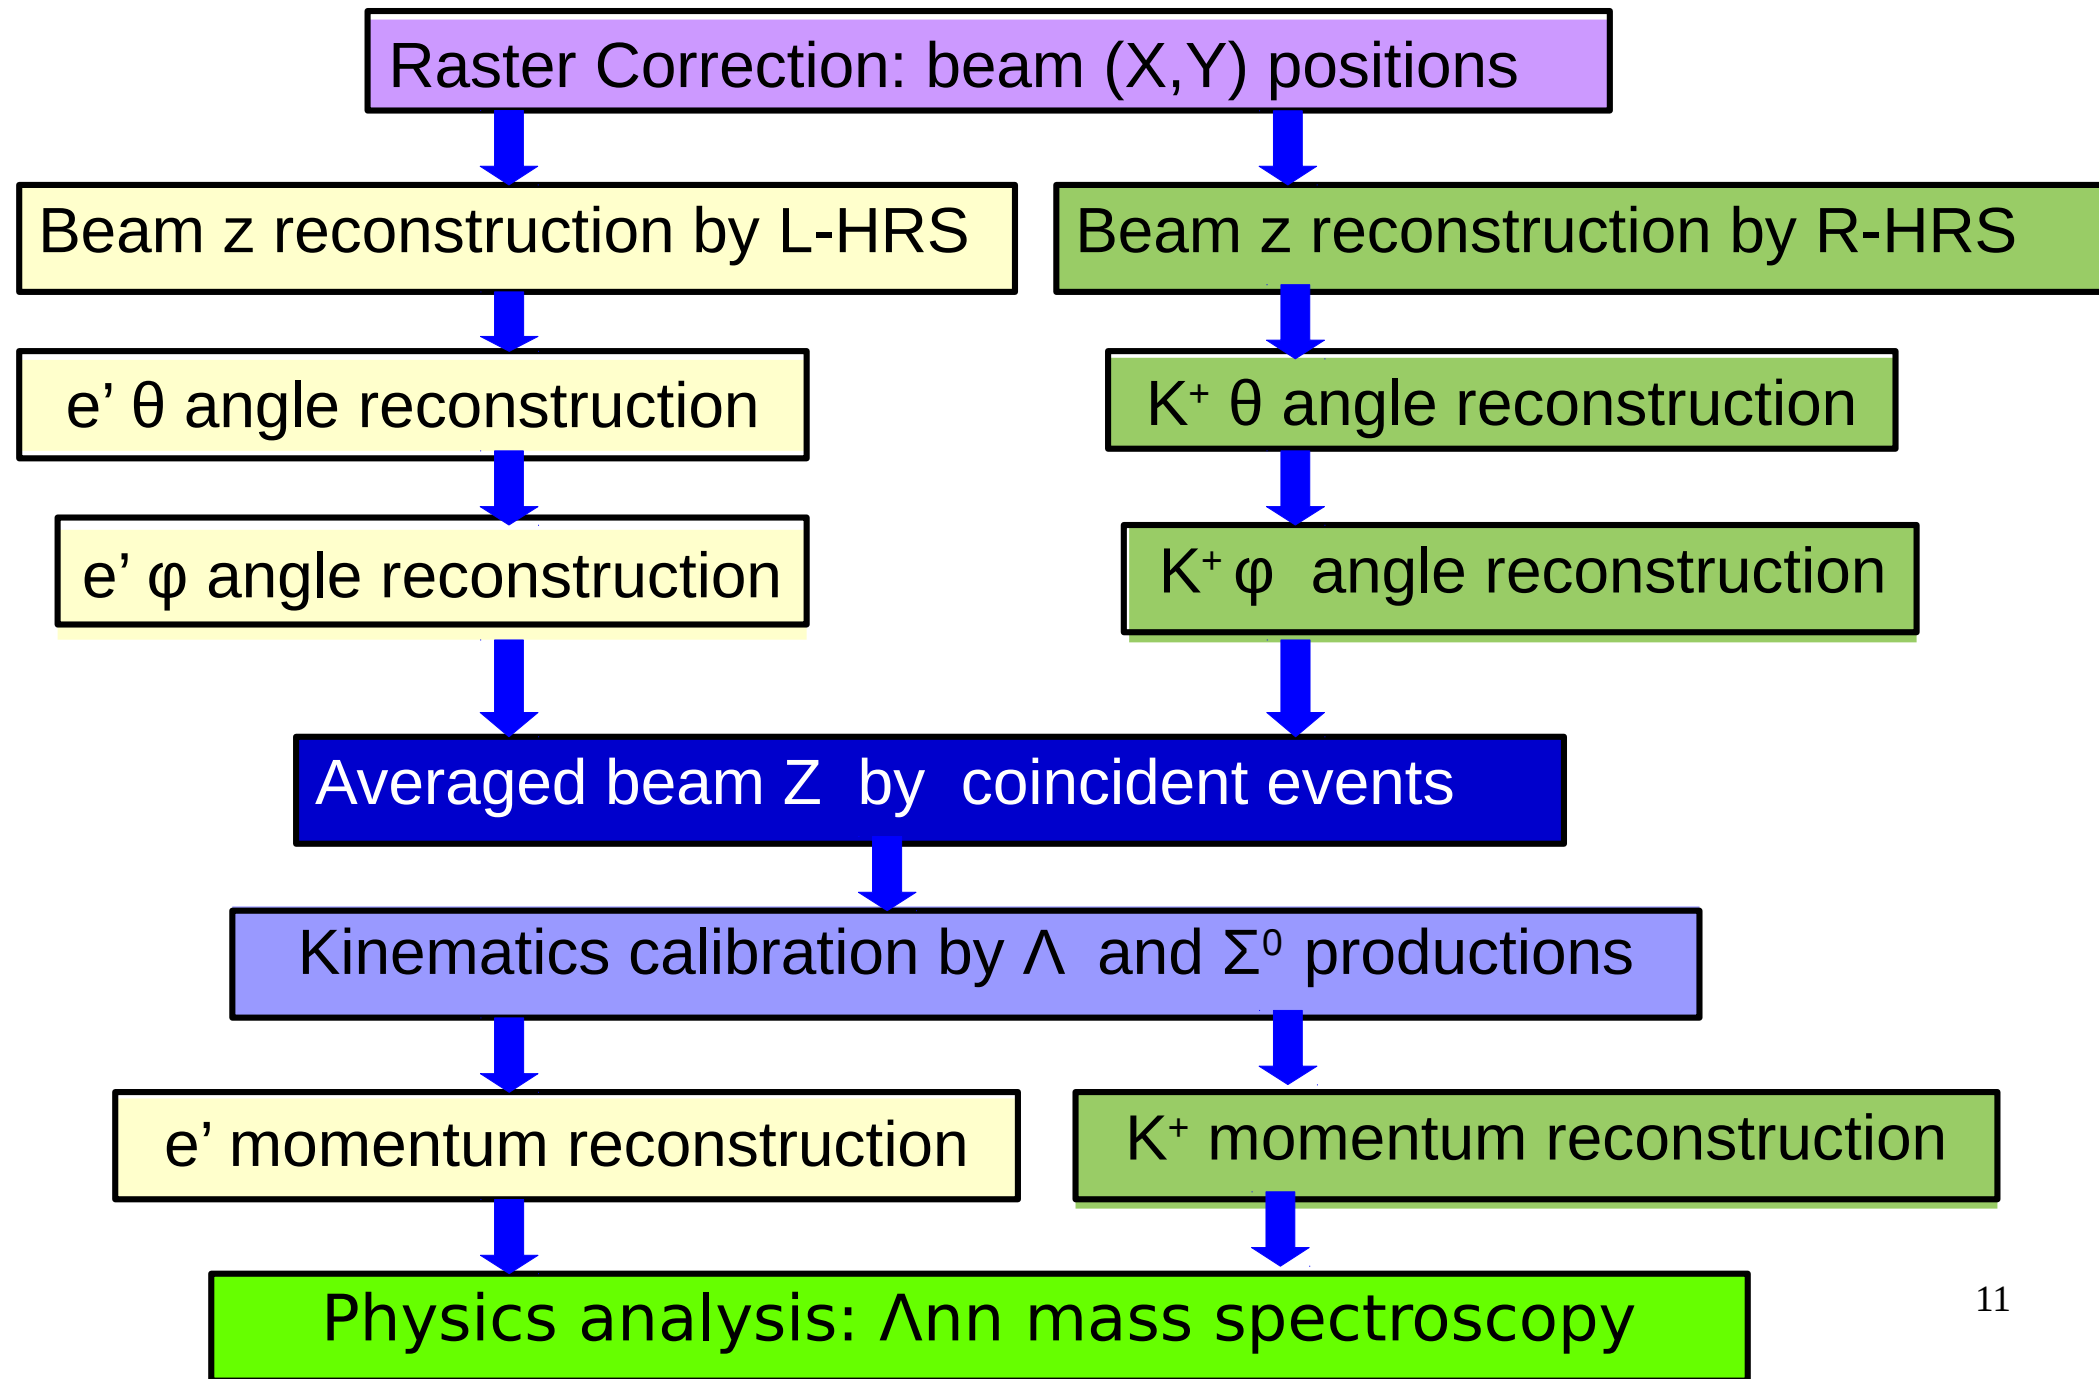 Raster Correction: beam (X,Y) positions
Beam z reconstruction by L-HRS
Beam z reconstruction by R-HRS
e’ θ angle reconstruction
K⁺ θ angle reconstruction
e’ φ angle reconstruction
K⁺ φ angle reconstruction
Averaged beam Z by coincident events
Kinematics calibration by Λ and Σ⁰ productions
e’ momentum reconstruction
K⁺ momentum reconstruction
Physics analysis: Λnn mass spectroscopy
11